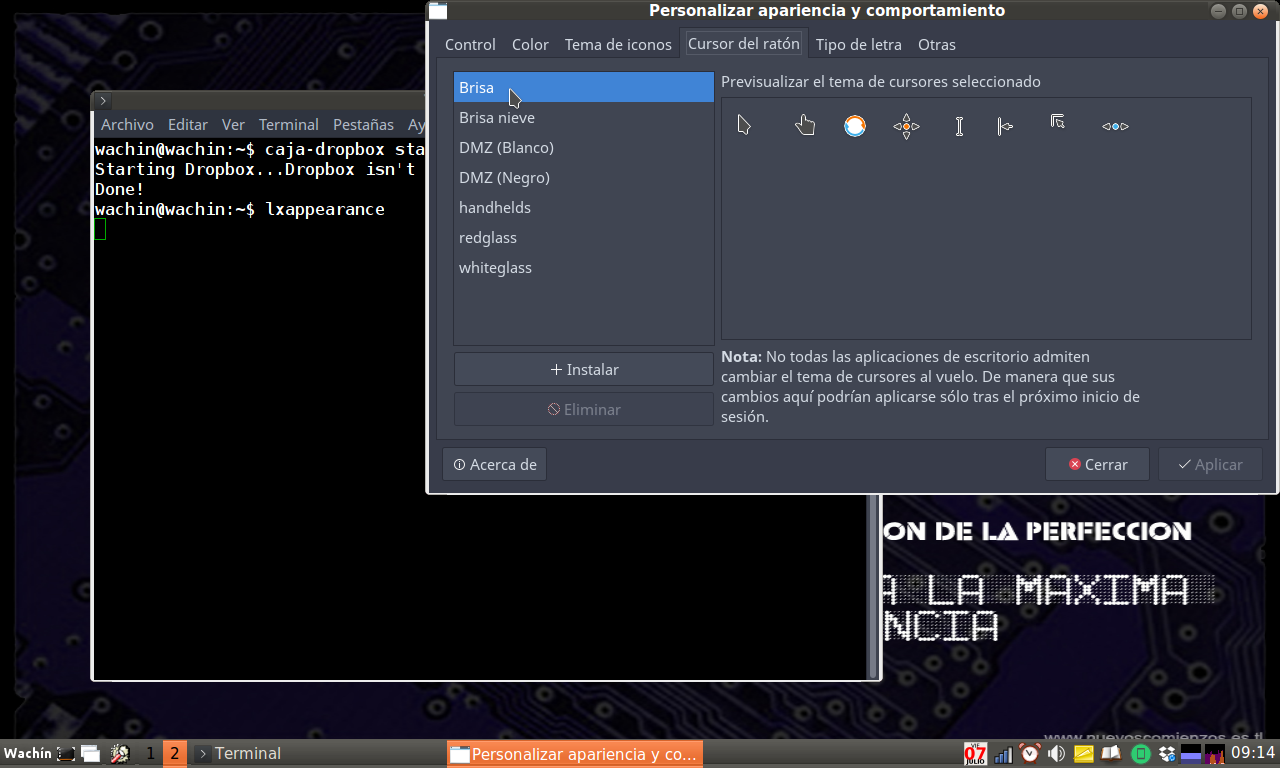 Personalizar apariencia y comportamiento
Control Color Tema de iconos Cursor del ratón Tipo de letra Otras
Brisa
Brisa nieve
DMZ (Blanco)
DMZ (Negro)
handhelds
redglass
whiteglass
Instalar
Eliminar
Previsualizar el tema de cursores seleccionado
Nota: No todas las aplicaciones de escritorio admiten
cambiar el tema de cursores al vuelo. De manera que sus
cambios aquí podrían aplicarse sólo tras el próximo inicio de
sesión.
Acerca de Cerrar Aplicar
Archivo Editar Ver Terminal Pestañas Ay
wachin@wachin:~$ caja-dropbox sta
Starting Dropbox...Dropbox isn't
Done!
wachin@wachin:~$ lxappearance
ON DE LA PERFECCION
A LA MAXIMA
NCIA
www.nuevoscomienzos.es.tl
Wachín 1 2 Terminal Personalizar apariencia y co... VIE 07 JULIO 09:14